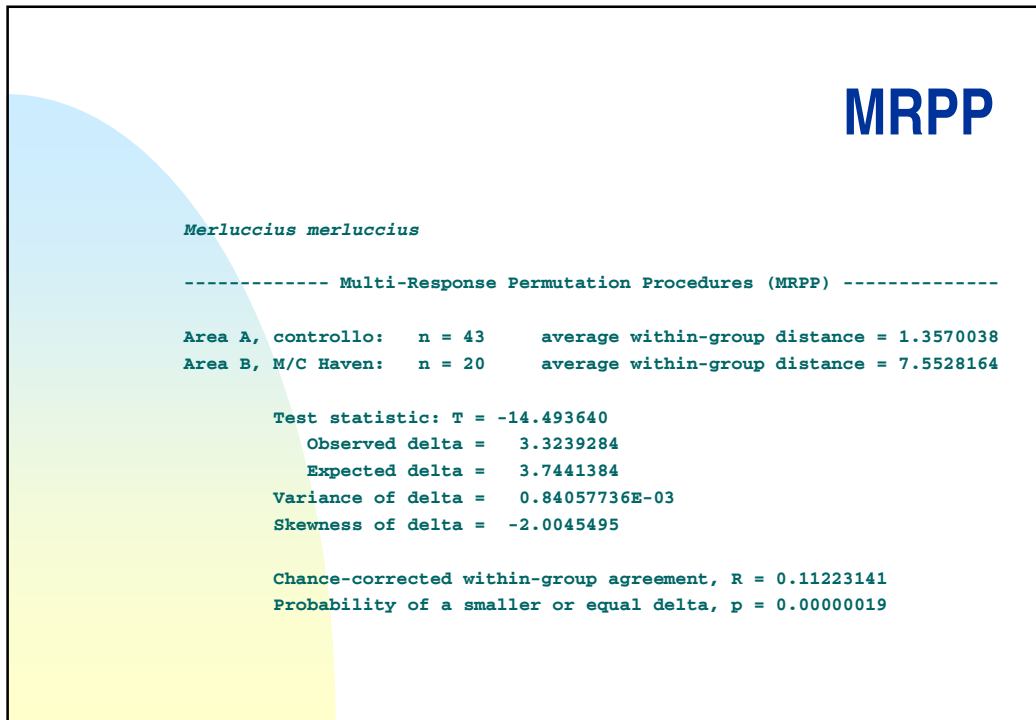 MRPP
Merluccius merluccius
------------- Multi-Response Permutation Procedures (MRPP) --------------
Area A, controllo: n = 43 average within-group distance = 1.3570038
Area B, M/C Haven: n = 20 average within-group distance = 7.5528164
Test statistic: T = -14.493640
Observed delta = 3.3239284
Expected delta = 3.7441384
Variance of delta = 0.84057736E-03
Skewness of delta = -2.0045495
Chance-corrected within-group agreement, R = 0.11223141
Probability of a smaller or equal delta, p = 0.00000019